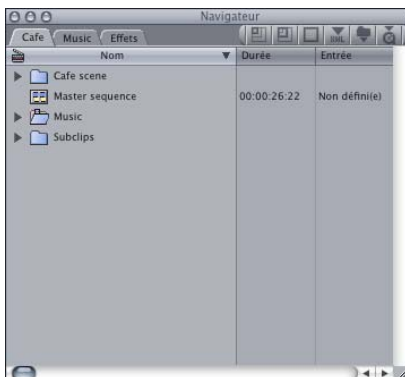 Navigateur
Cafe Music Effets
Nom Durée Entrée
Cafe scene
Master sequence 00:00:26:22 Non défini(e)
Music
Subclips